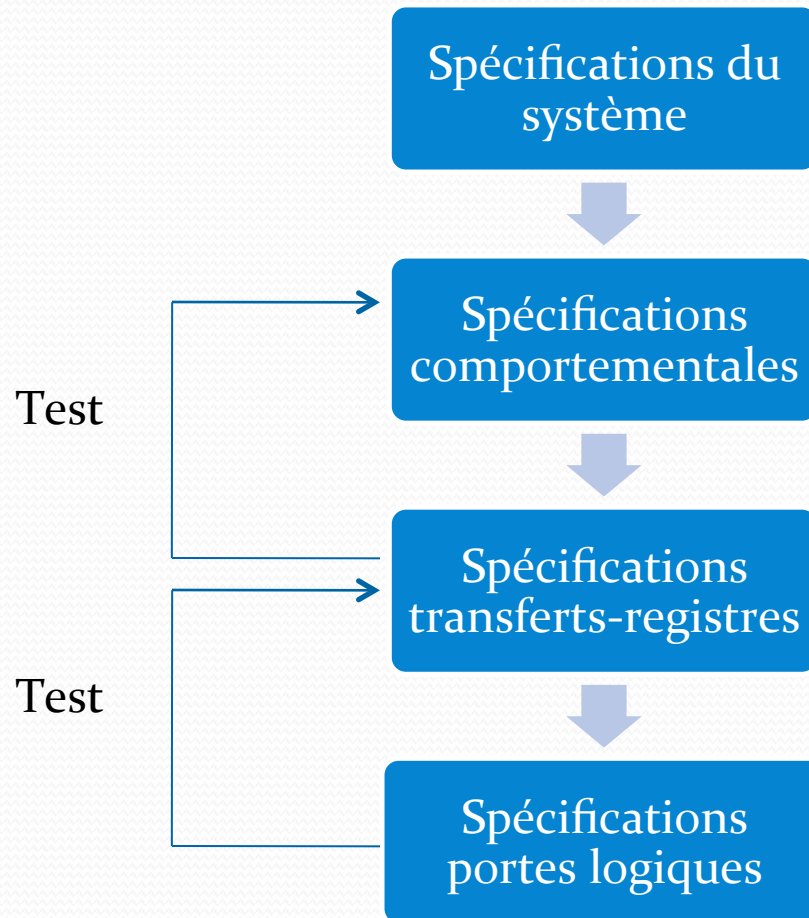 Spécifications du
système
Spécifications
comportementales
Test
Spécifications
transferts-registres
Test
Spécifications
portes logiques